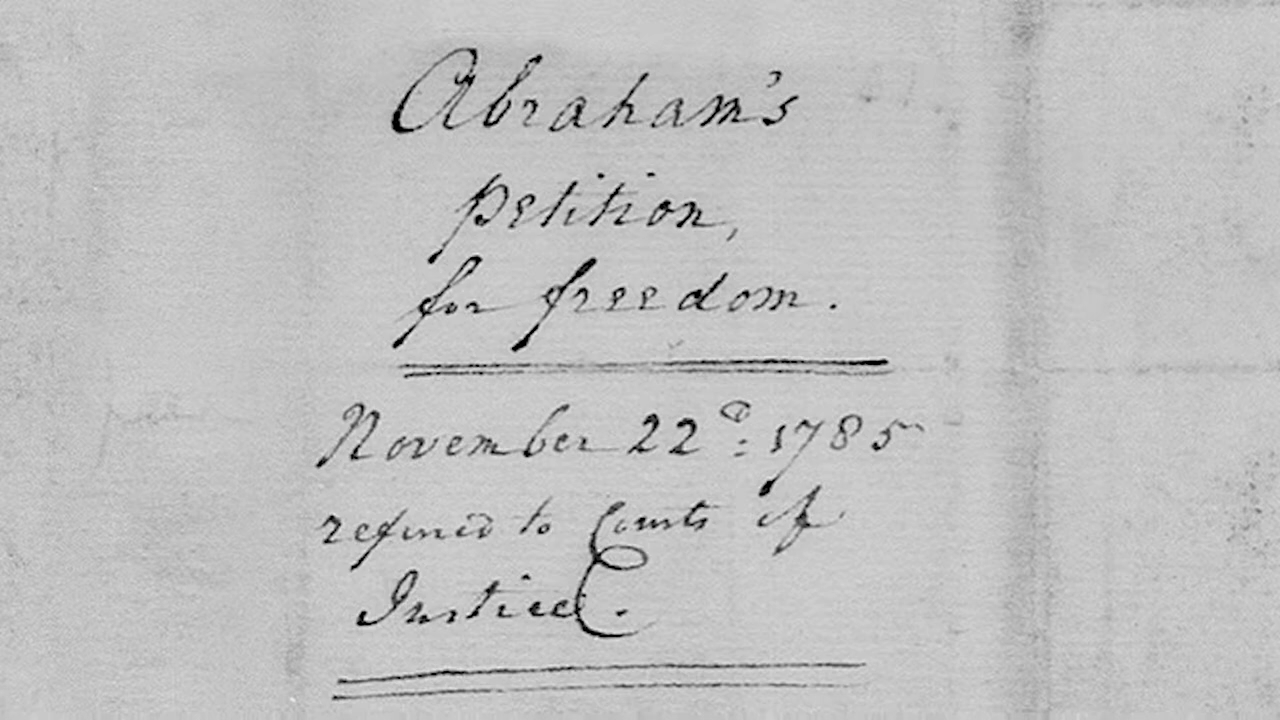 Abraham's
petition,
for freedom.
November 22d: 1785
referred to Courts of
Justice.